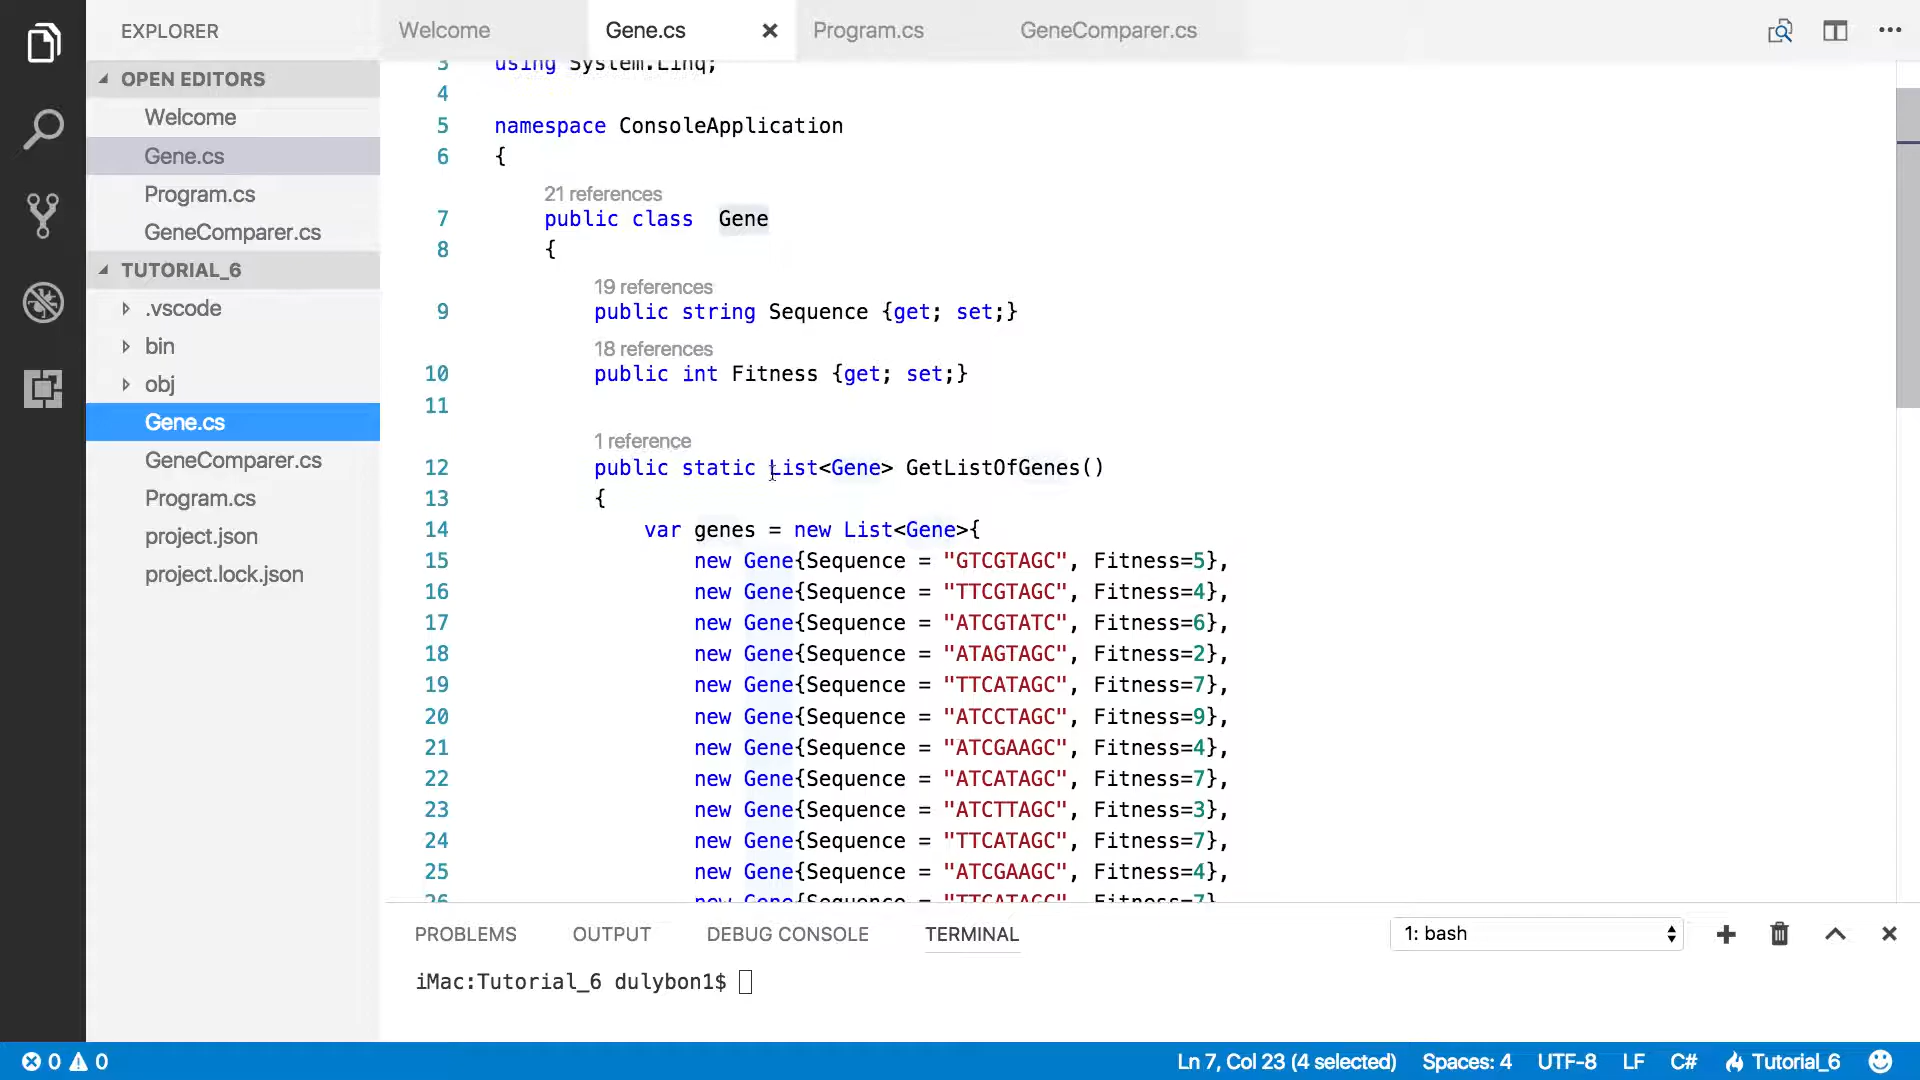 EXPLORER
OPEN EDITORS
Welcome
Gene.cs
Program.cs
GeneComparer.cs
TUTORIAL_6
.vscode
bin
obj
Gene.cs
GeneComparer.cs
Program.cs
project.json
project.lock.json
Welcome Gene.cs Program.cs GeneComparer.cs
3 using System.Linq;
4
5 namespace ConsoleApplication
6 {
21 references
7 public class  Gene
8 {
19 references
9 public string Sequence {get; set;}
18 references
10 public int Fitness {get; set;}
11
1 reference
12 public static List<Gene> GetListOfGenes()
13 {
14 var genes = new List<Gene>{
15 new Gene{Sequence = "GTCGTAGC", Fitness=5},
16 new Gene{Sequence = "TTCGTAGC", Fitness=4},
17 new Gene{Sequence = "ATCGTATC", Fitness=6},
18 new Gene{Sequence = "ATAGTAGC", Fitness=2},
19 new Gene{Sequence = "TTCATAGC", Fitness=7},
20 new Gene{Sequence = "ATCCTAGC", Fitness=9},
21 new Gene{Sequence = "ATCGAAGC", Fitness=4},
22 new Gene{Sequence = "ATCATAGC", Fitness=7},
23 new Gene{Sequence = "ATCTTAGC", Fitness=3},
24 new Gene{Sequence = "TTCATAGC", Fitness=7},
25 new Gene{Sequence = "ATCGAAGC", Fitness=4},
26 new Gene{Sequence = "TTCATAGC", Fitness=7},
PROBLEMS OUTPUT DEBUG CONSOLE TERMINAL 1: bash
iMac:Tutorial_6 dulybon1$
0 0 Ln 7, Col 23 (4 selected) Spaces: 4 UTF-8 LF C# Tutorial_6